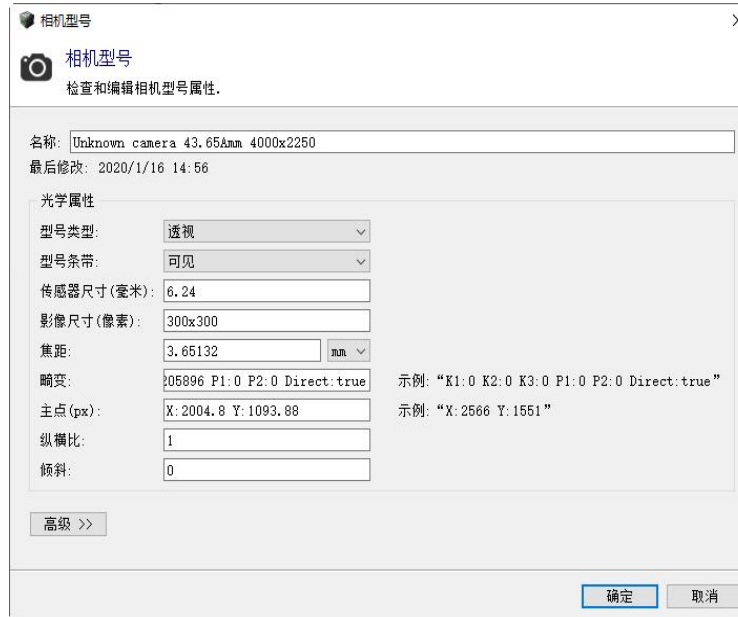 相机型号
相机型号
检查和编辑相机型号属性.
名称: Unknown camera 43.65Amm 4000x2250
最后修改: 2020/1/16 14:56
光学属性
型号类型: 透视
型号条带: 可见
传感器尺寸(毫米): 6.24
影像尺寸(像素): 300x300
焦距: 3.65132 mm
畸变: 205896 P1:0 P2:0 Direct:true 示例: “K1:0 K2:0 K3:0 P1:0 P2:0 Direct:true”
主点(px): X:2004.8 Y:1093.88 示例: “X:2566 Y:1551”
纵横比: 1
倾斜: 0
高级 >>
确定 取消